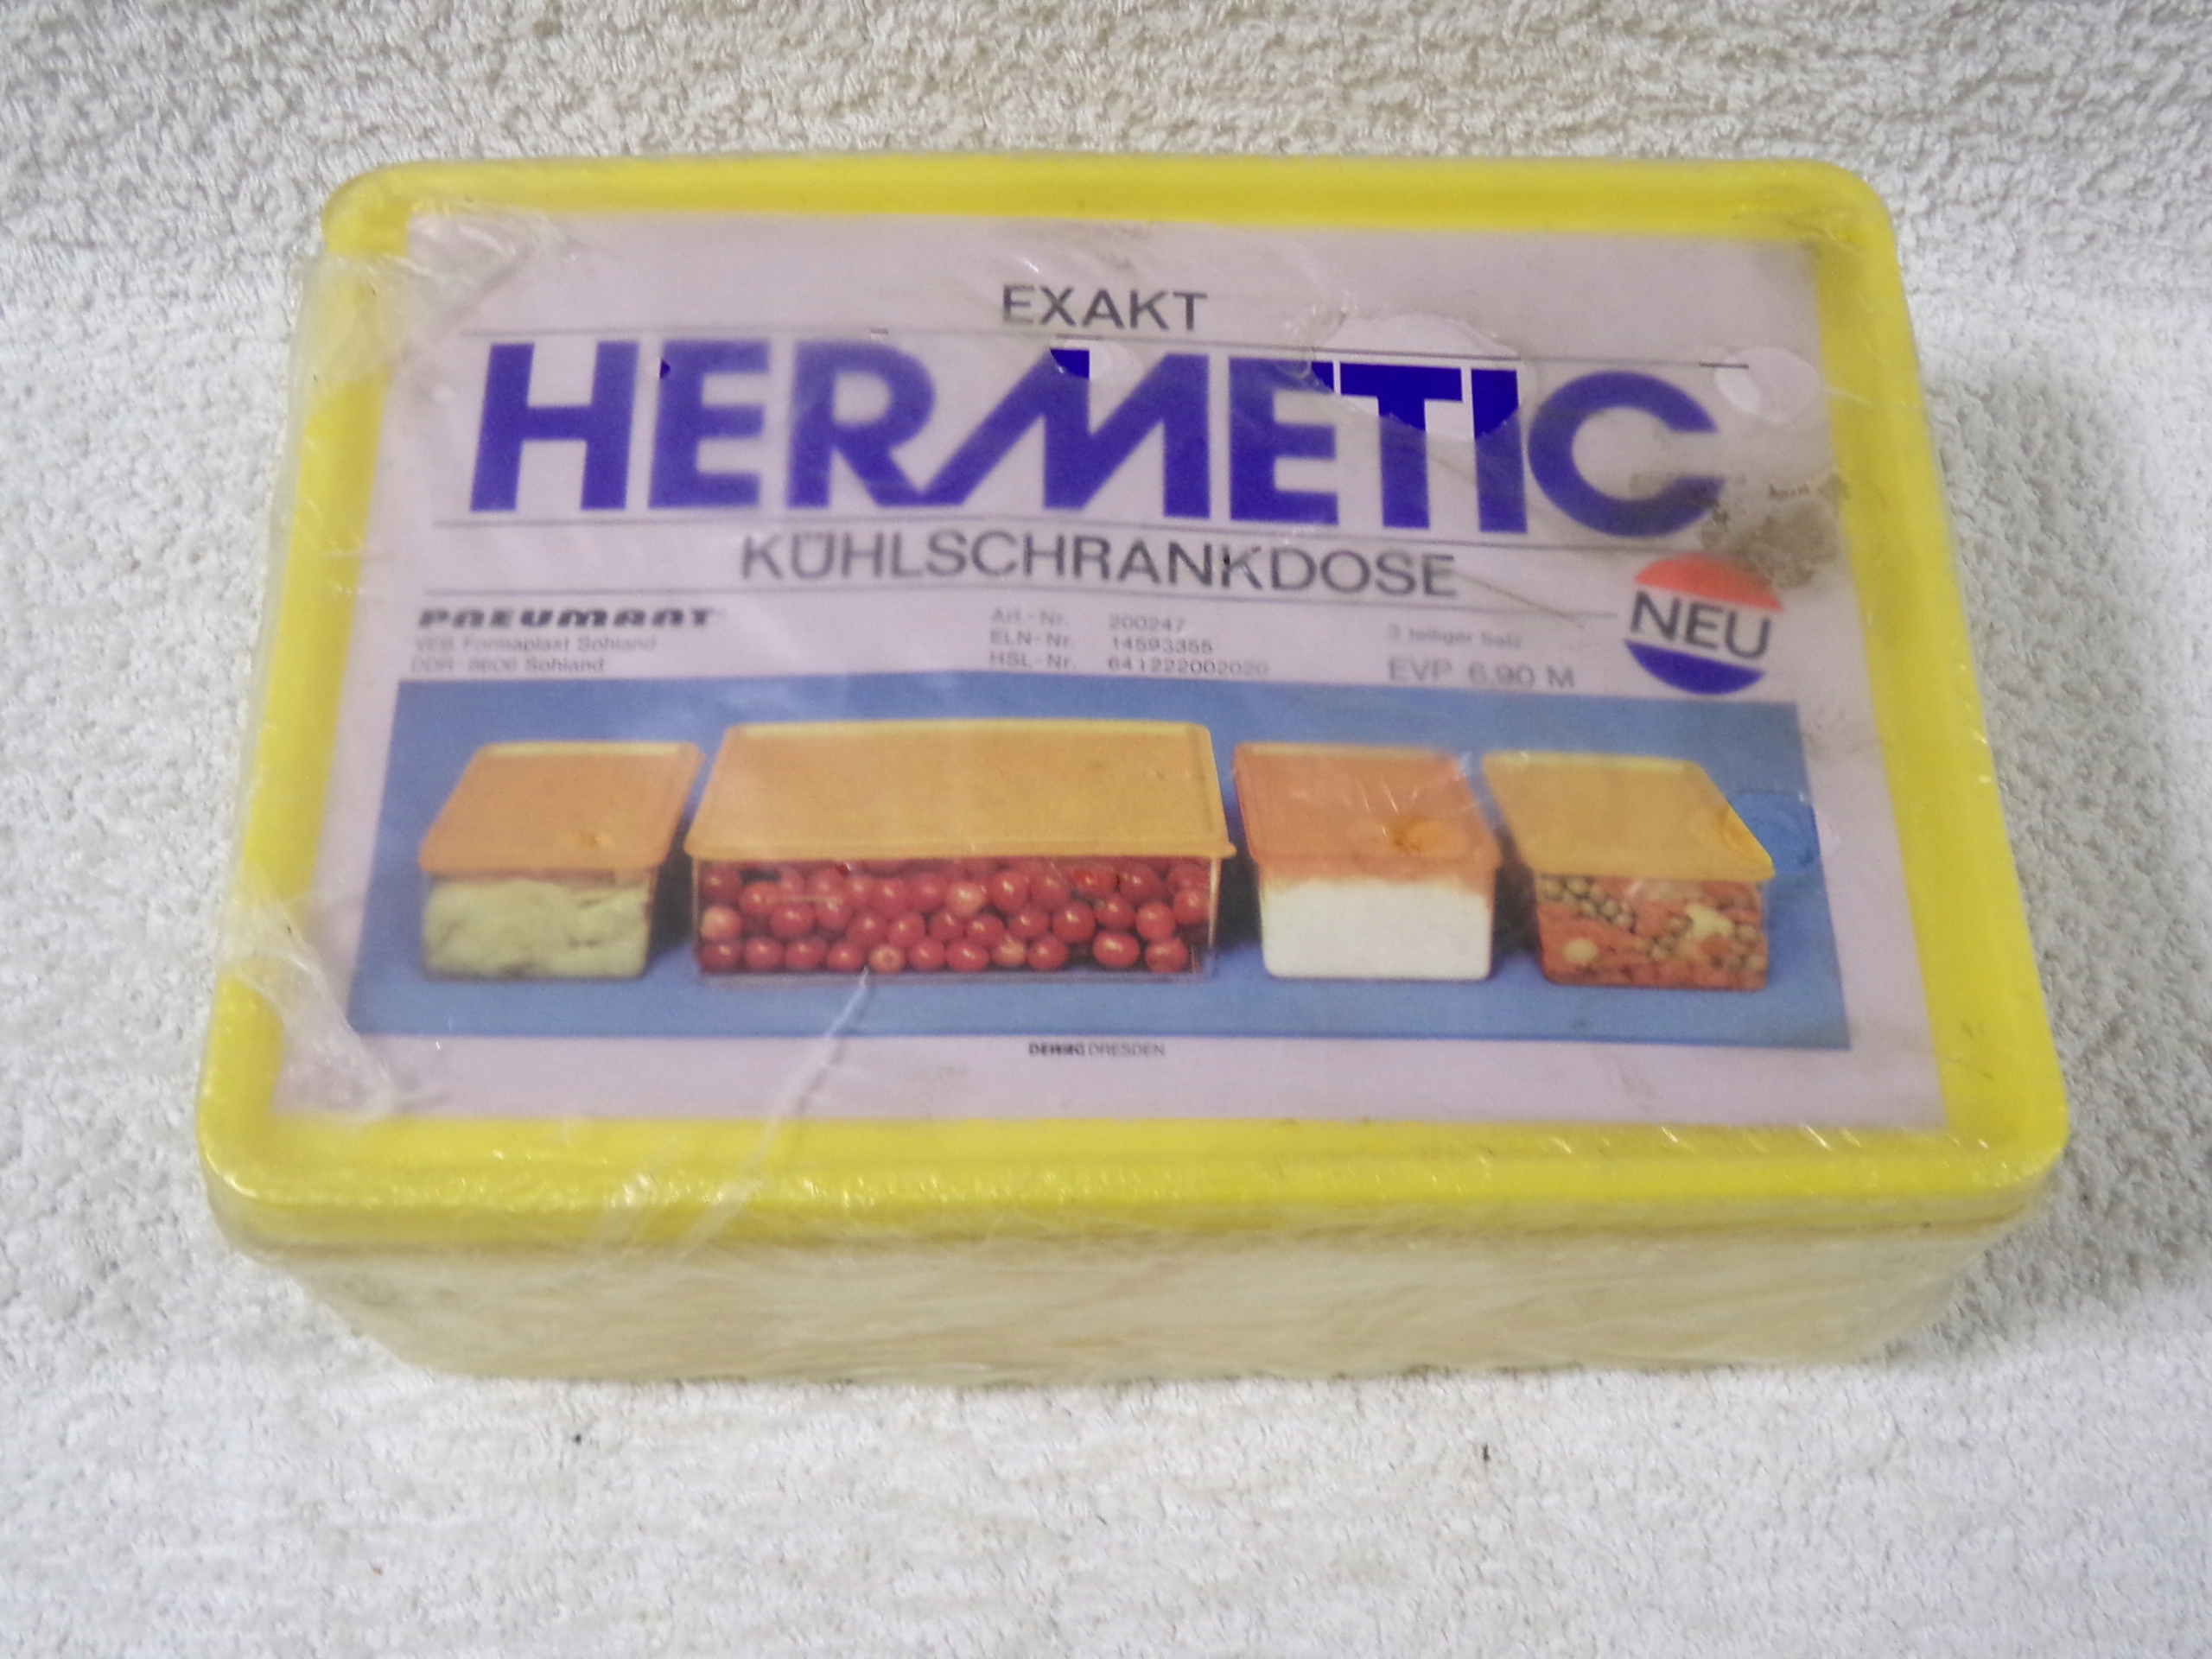 EXAKT
HERMETIC
KÜHLSCHRANKDOSE
NEU
PNEUMANT
VEB Formaplast Sohland
DDR-8606 Sohland
Art.-Nr. 200247
ELN-Nr. 14593355
HSL-Nr. 641222002020
3 teiliger Satz
EVP 6,90 M
DEWAG DRESDEN